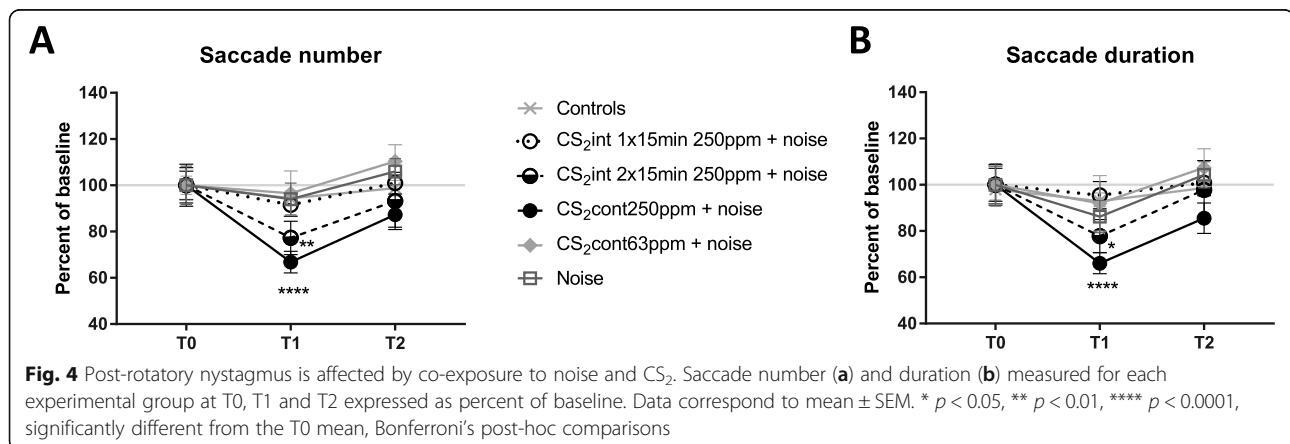 A
Saccade number
140
120
100
80
60
40
Percent of baseline
**
****
T0 T1 T2
Controls
CS₂int 1x15min 250ppm + noise
CS₂int 2x15min 250ppm + noise
CS₂cont250ppm + noise
CS₂cont63ppm + noise
Noise
B
Saccade duration
140
120
100
80
60
40
Percent of baseline
*
****
T0 T1 T2
Fig. 4 Post-rotatory nystagmus is affected by co-exposure to noise and CS₂. Saccade number (a) and duration (b) measured for each
experimental group at T0, T1 and T2 expressed as percent of baseline. Data correspond to mean ± SEM. * p < 0.05, ** p < 0.01, **** p < 0.0001,
significantly different from the T0 mean, Bonferroni’s post-hoc comparisons